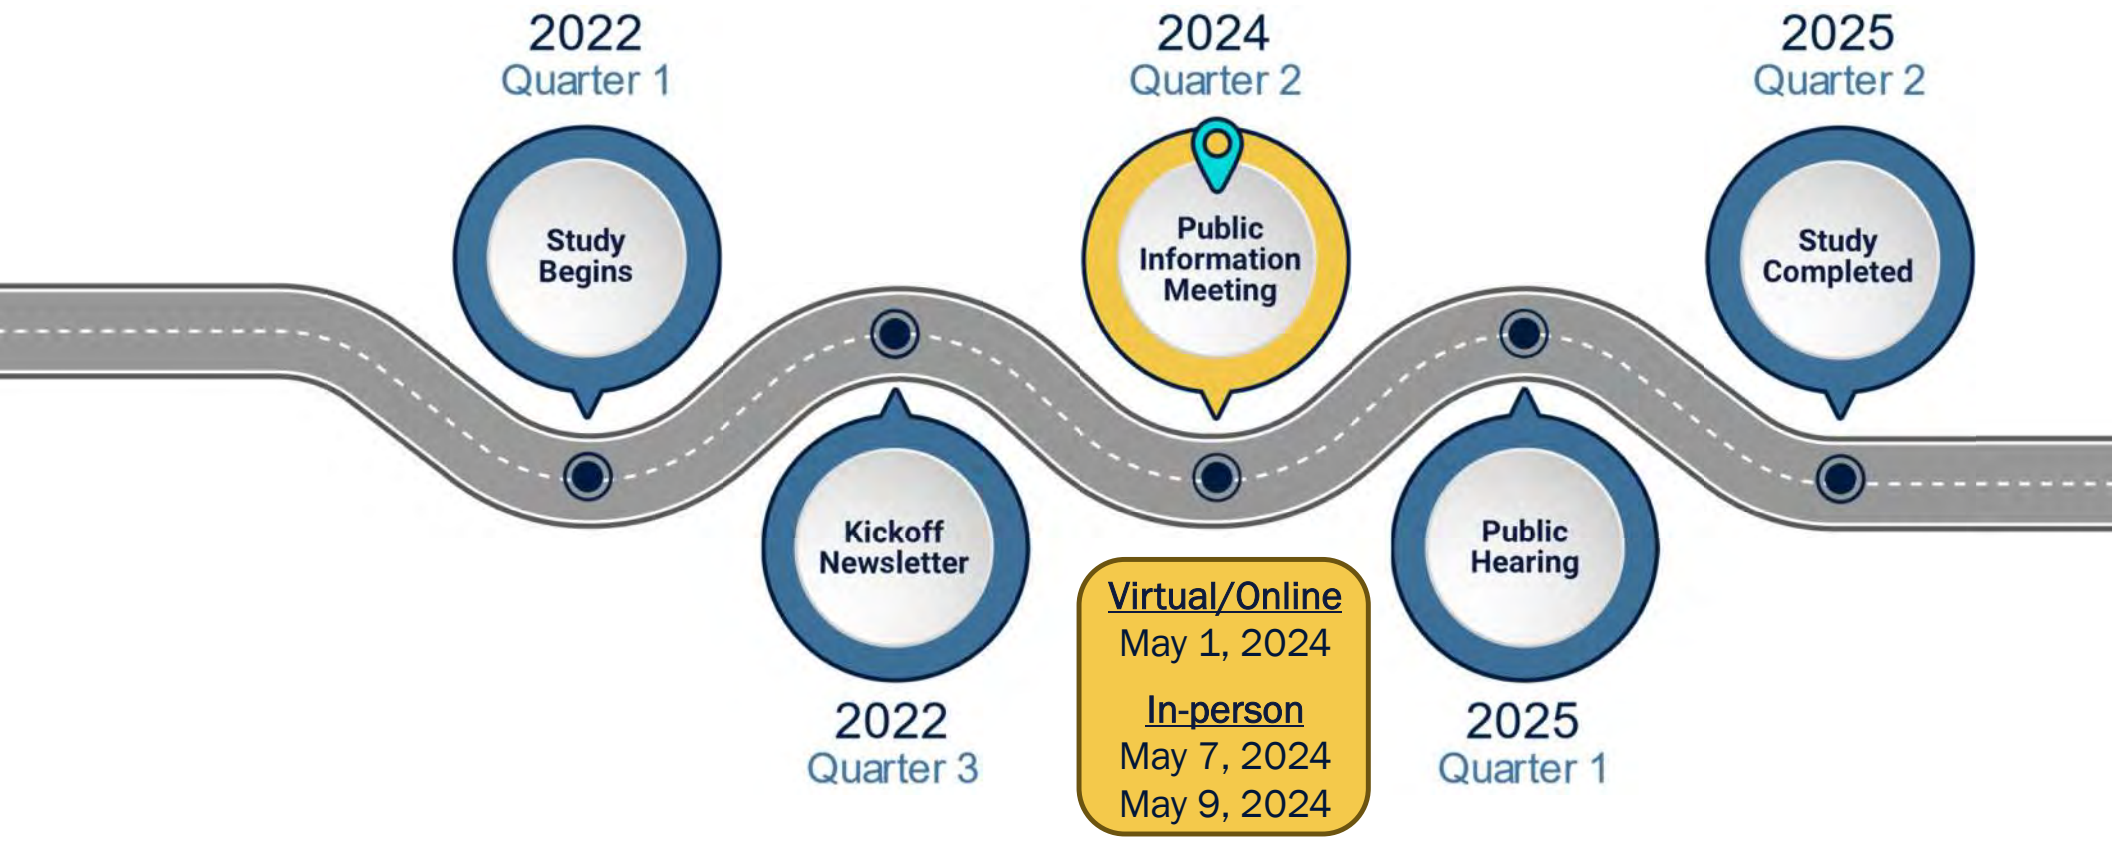 2022
Quarter 1
Study
Begins
Kickoff
Newsletter
2022
Quarter 3
2024
Quarter 2
Public
Information
Meeting
Virtual/Online
May 1, 2024
In-person
May 7, 2024
May 9, 2024
Public
Hearing
2025
Quarter 1
2025
Quarter 2
Study
Completed